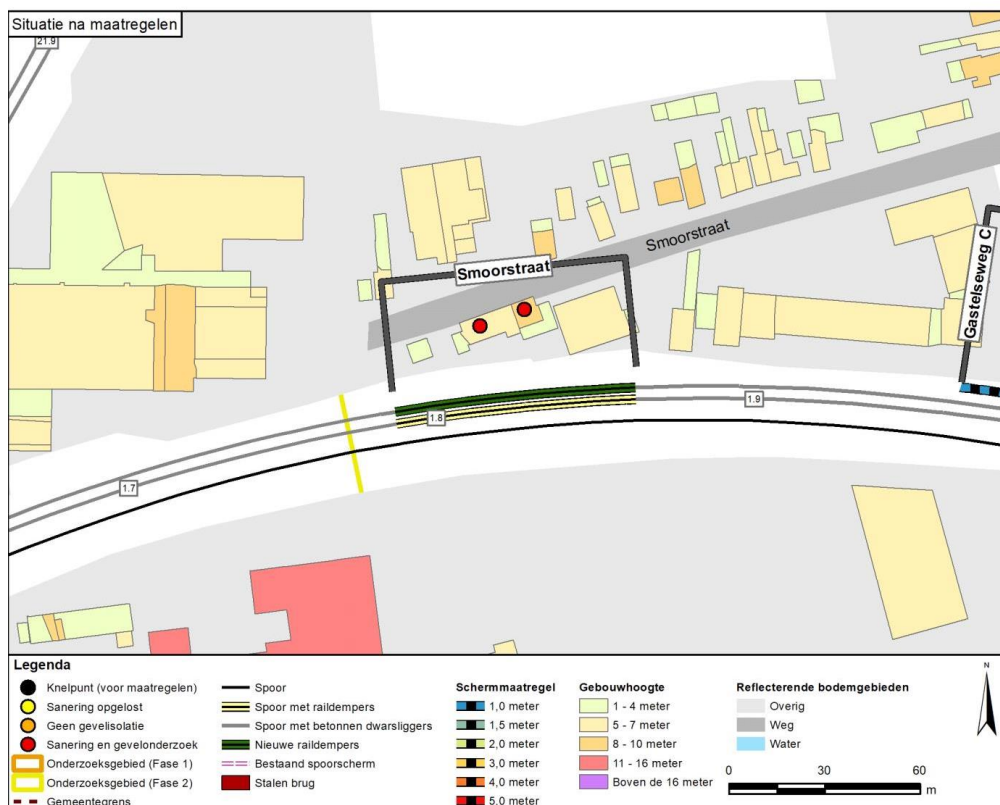 Situatie na maatregelen
21.9
Smoorstraat
Smoorstraat
Gastelseweg C
1.8
1.9
1.7
Legenda
Knelpunt (voor maatregelen)
Sanering opgelost
Geen gevelisolatie
Sanering en gevelonderzoek
Onderzoeksgebied (Fase 1)
Onderzoeksgebied (Fase 2)
Gemeentegrens
Spoor
Spoor met raildempers
Spoor met betonnen dwarsliggers
Nieuwe raildempers
Bestaand spoorscherm
Stalen brug
Schermmaatregel
1,0 meter
1,5 meter
2,0 meter
3,0 meter
4,0 meter
5,0 meter
Gebouwhoogte
1 - 4 meter
5 - 7 meter
8 - 10 meter
11 - 16 meter
Boven de 16 meter
Reflecterende bodemgebieden
Overig
Weg
Water
N
0 30 60
m